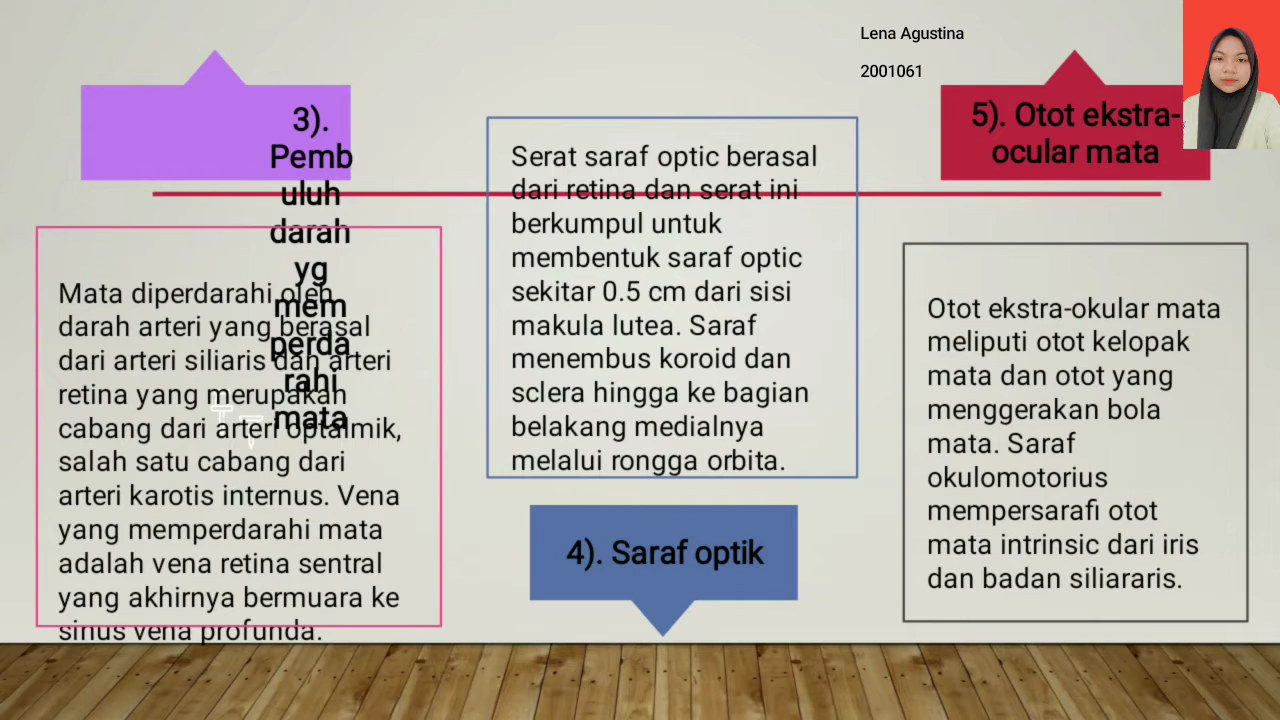 Lena Agustina
2001061
3).
Pemb
uluh
darah
yg
mem
perda
rahi
mata
Mata diperdarahi oleh
darah arteri yang berasal
dari arteri siliaris dan arteri
retina yang merupakan
cabang dari arteri optalmik,
salah satu cabang dari
arteri karotis internus. Vena
yang memperdarahi mata
adalah vena retina sentral
yang akhirnya bermuara ke
sinus vena profunda.
Serat saraf optic berasal
dari retina dan serat ini
berkumpul untuk
membentuk saraf optic
sekitar 0.5 cm dari sisi
makula lutea. Saraf
menembus koroid dan
sclera hingga ke bagian
belakang medialnya
melalui rongga orbita.
4). Saraf optik
5). Otot ekstra-
ocular mata
Otot ekstra-okular mata
meliputi otot kelopak
mata dan otot yang
menggerakan bola
mata. Saraf
okulomotorius
mempersarafi otot
mata intrinsic dari iris
dan badan siliararis.